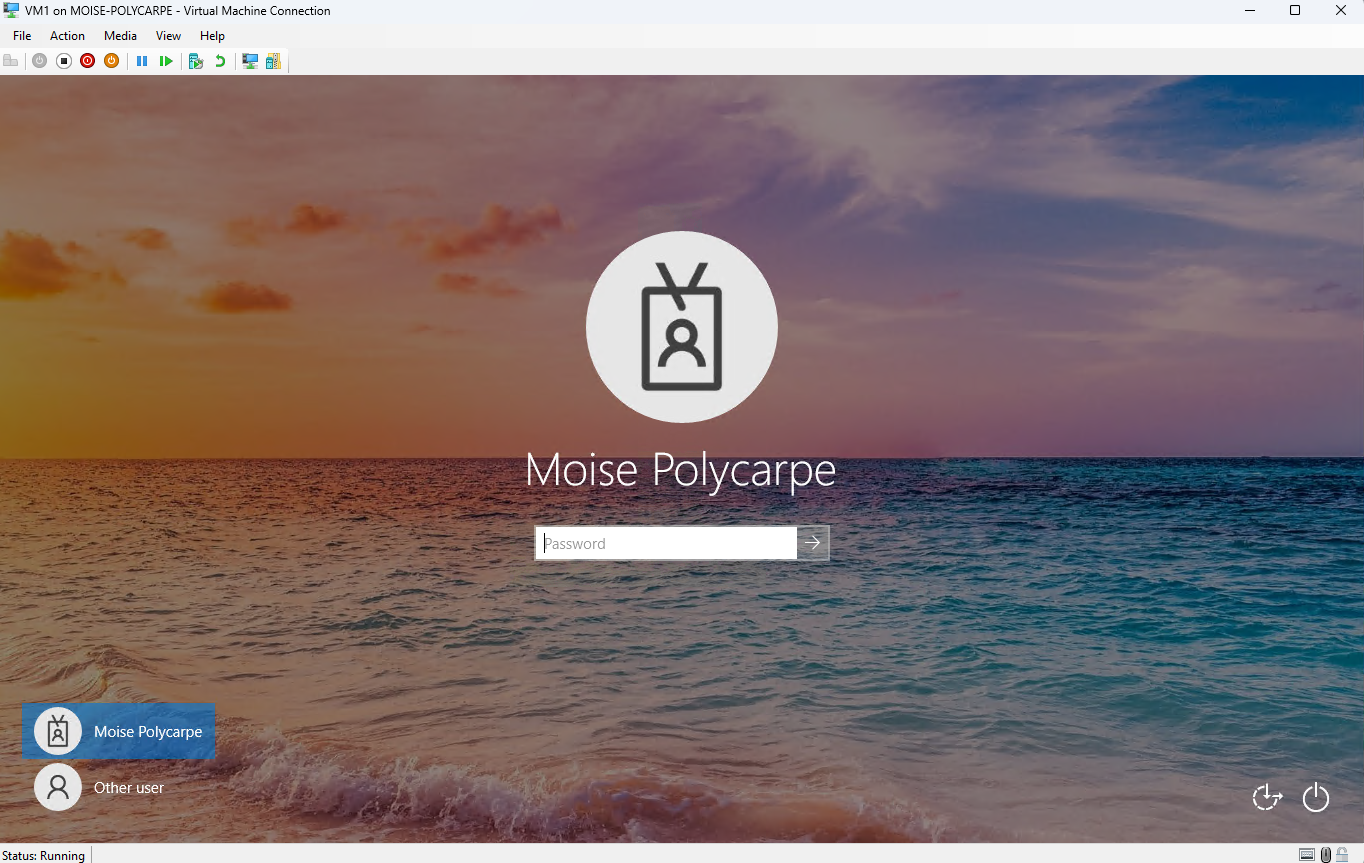 VM1 on MOISE-POLYCARPE - Virtual Machine Connection
File Action Media View Help
Moise Polycarpe
Password
Moise Polycarpe
Other user
Status: Running